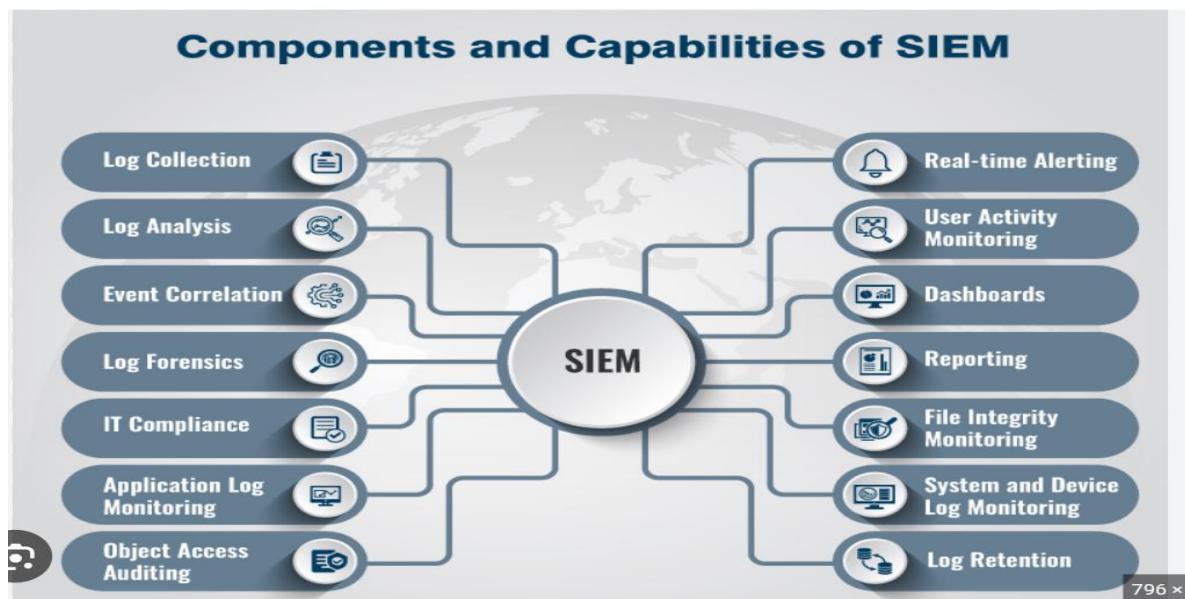 Components and Capabilities of SIEM
Log Collection
Log Analysis
Event Correlation
Log Forensics
IT Compliance
Application Log
Monitoring
Object Access
Auditing
SIEM
Real-time Alerting
User Activity
Monitoring
Dashboards
Reporting
File Integrity
Monitoring
System and Device
Log Monitoring
Log Retention
796 ×